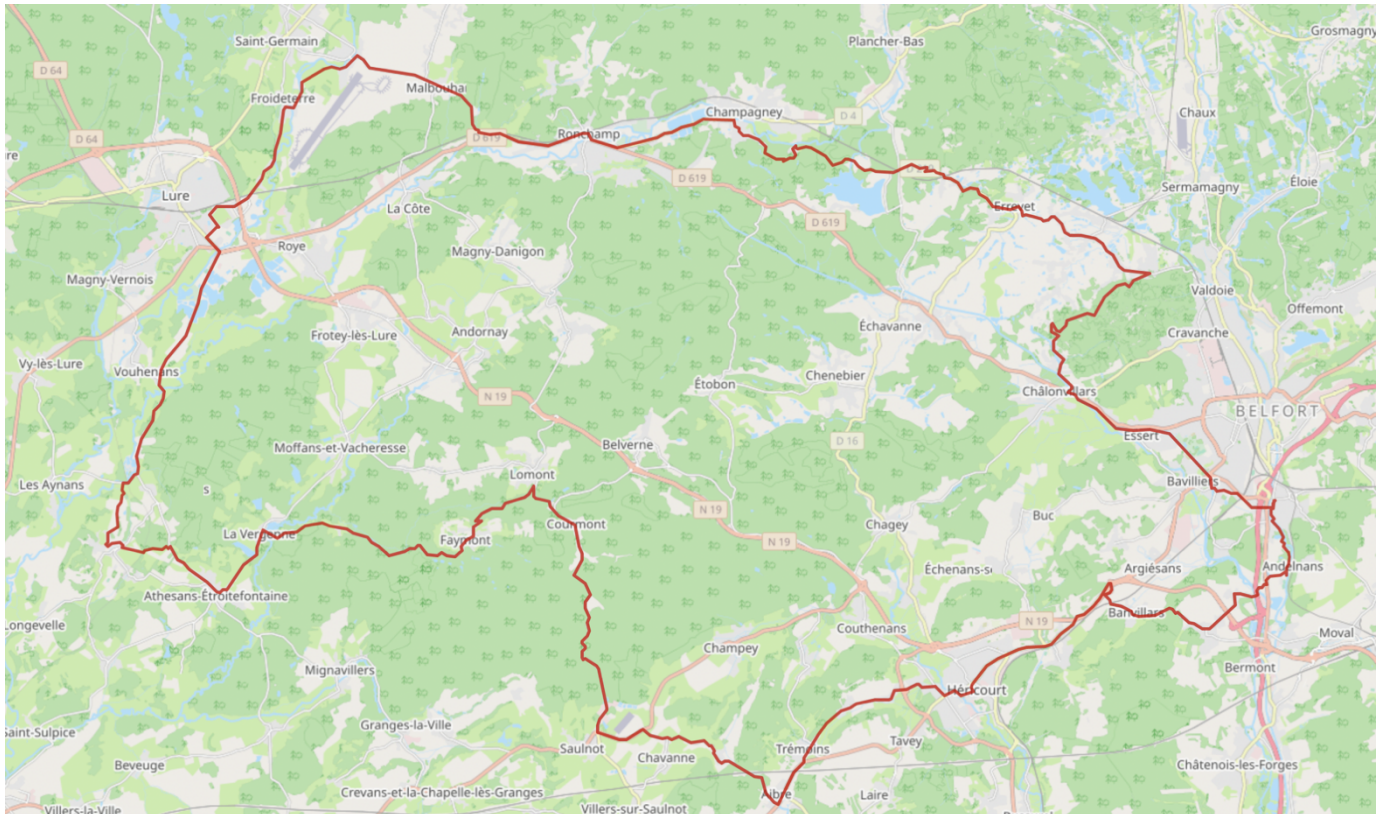 Grosmagny
Saint-Germain
Plancher-Bas
D 64
Malbouha
Froideterre
Champagney
Chaux
D 4
Ronchamp
D 64
D 619
D 619
Éloie
Sermamagny
Lure
Errevet
La Côte
D 619
Roye
Magny-Danigon
Magny-Vernois
Valdoie
Offemont
Échavanne
Andornay
Frotey-lès-Lure
Cravanche
Vy-lès-Lure
Vouhenans
Chenebier
Étobon
Châlonvillars
N 19
BELFORT
Essert
D 16
Belverne
Moffans-et-Vacheresse
Lomont
Bavilliers
Les Aynans
s
N 19
Buc
Courmont
Chagey
La Vergenne
Faymont
N 19
Argiésans
Andelnans
Échenans-s
Athesans-Étroitefontaine
Banvillars
N 19
Longevelle
Couthenans
Moval
Champey
Bermont
Mignavillers
Héricourt
Granges-la-Ville
Saint-Sulpice
Tavey
Saulnot
Trémoins
Chavanne
Beveuge
Châtenois-les-Forges
Crevans-et-la-Chapelle-lès-Granges
Aibre
Laire
Villers-la-Ville
Villers-sur-Saulnot